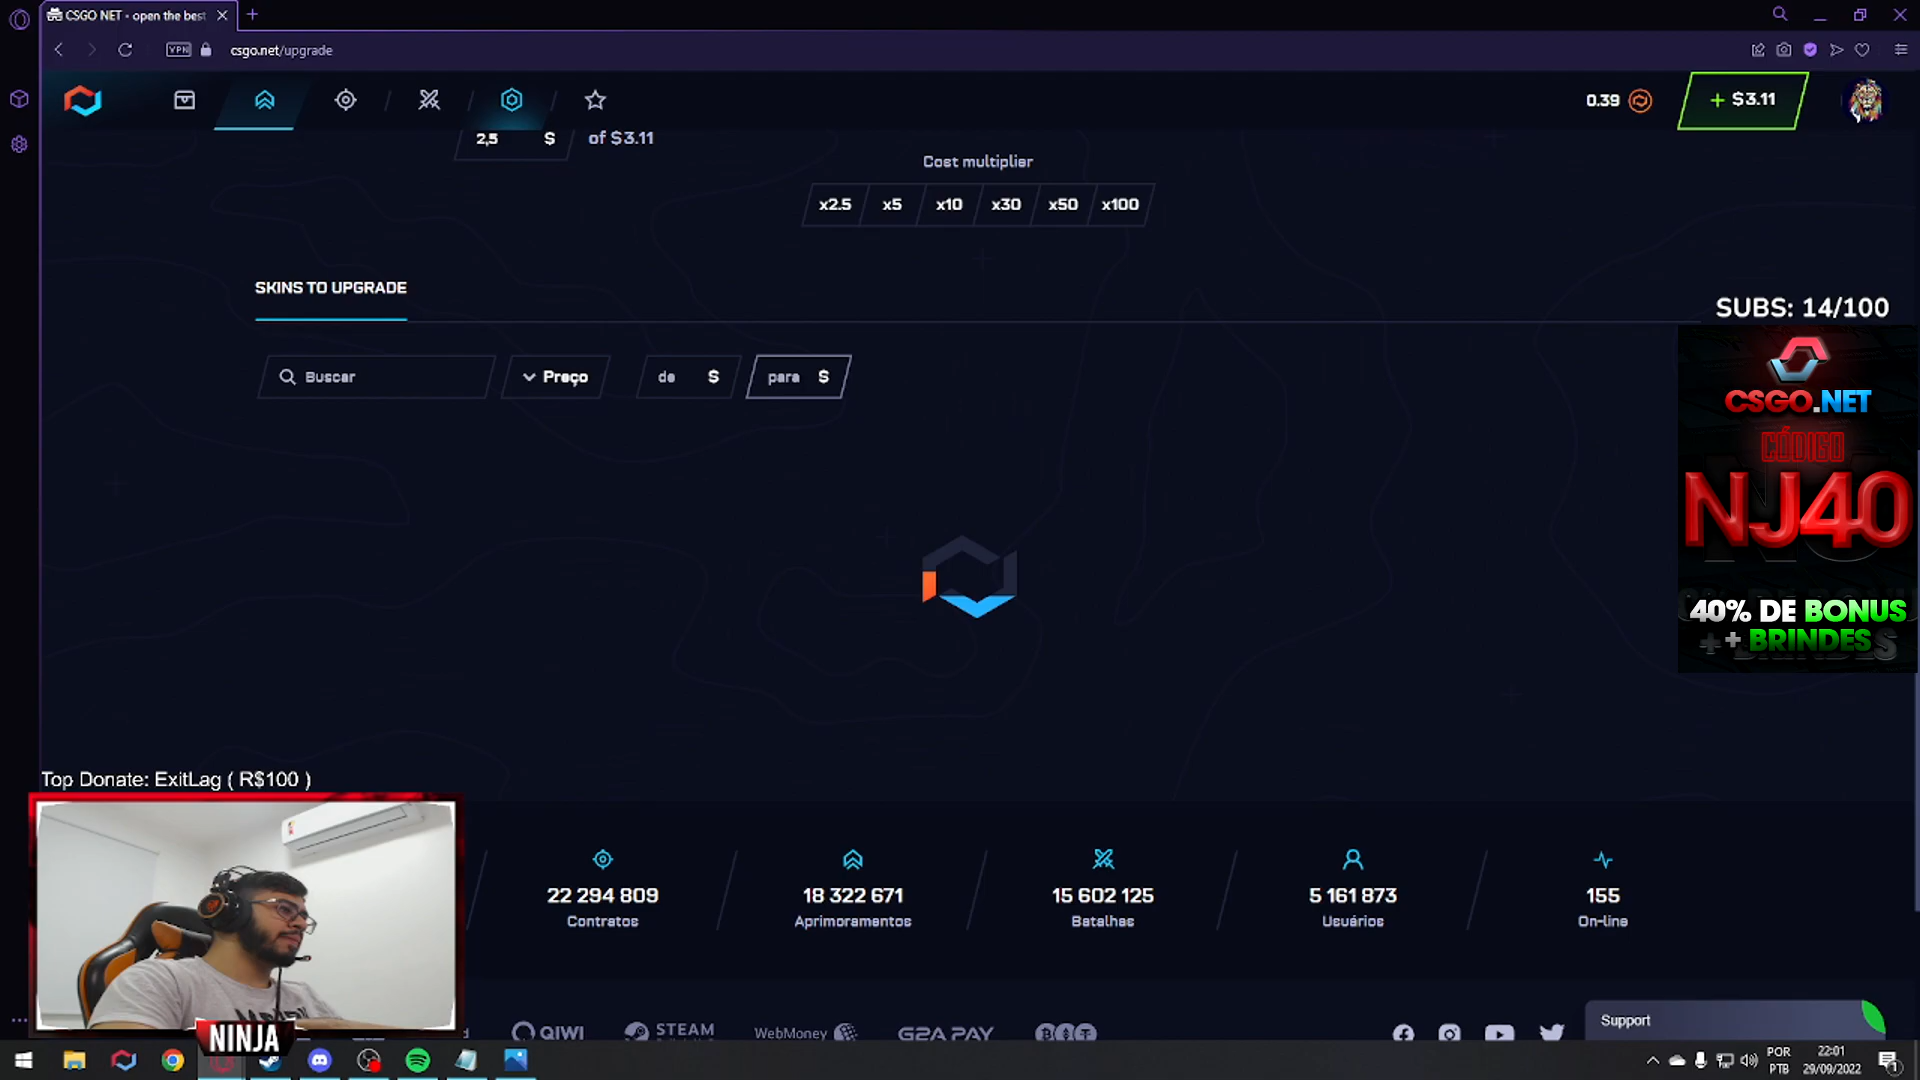 CSGO NET - open the best
VPN
csgo.net/upgrade
0.39
+ $3.11
2,5 $ of $3.11
Cost multiplier
x2.5 x5 x10 x30 x50 x100
SKINS TO UPGRADE
SUBS: 14/100
Buscar
Preço
de $
para $
CSGO.NET
CÓDIGO
NJ40
40% DE BONUS
+ BRINDES
Top Donate: ExitLag ( R$100 )
22 294 809
Contratos
18 322 671
Aprimoramentos
15 602 125
Batalhas
5 161 873
Usuários
155
On-line
NINJA
QIWI
STEAM
WebMoney
G2A PAY
Support
POR
PTB
22:01
29/09/2022
1